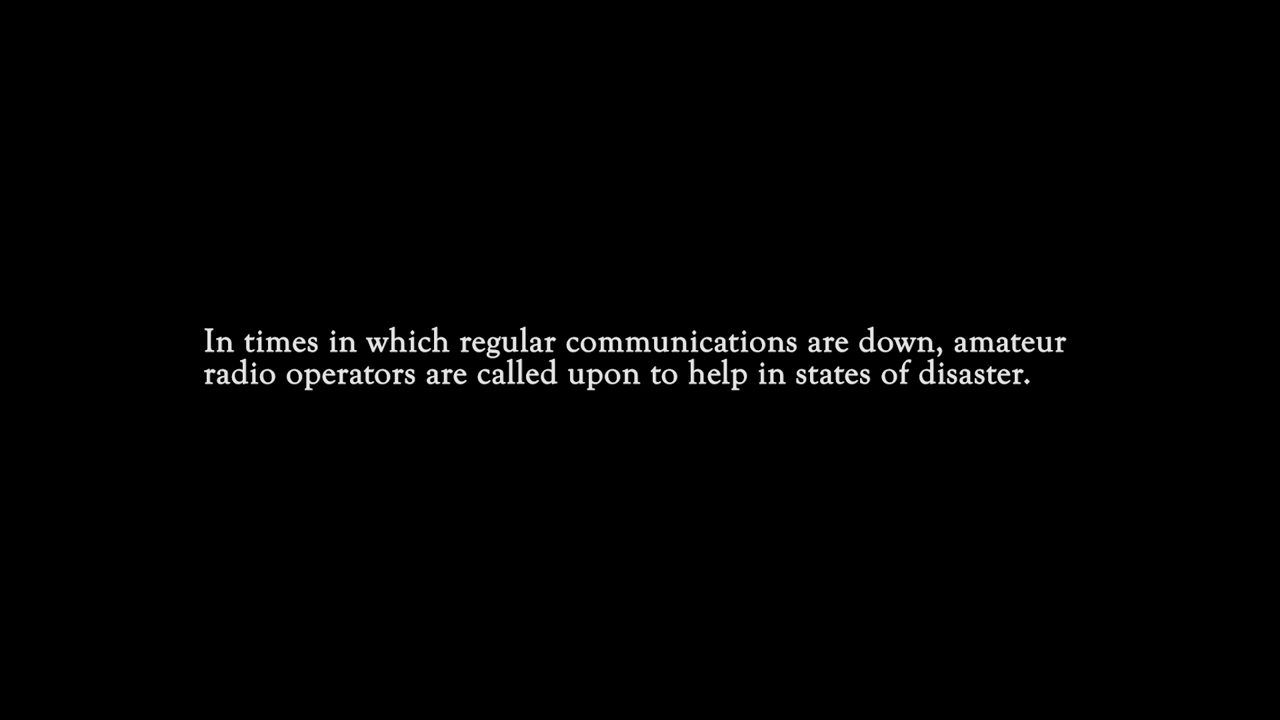 In times in which regular communications are down, amateur
radio operators are called upon to help in states of disaster.